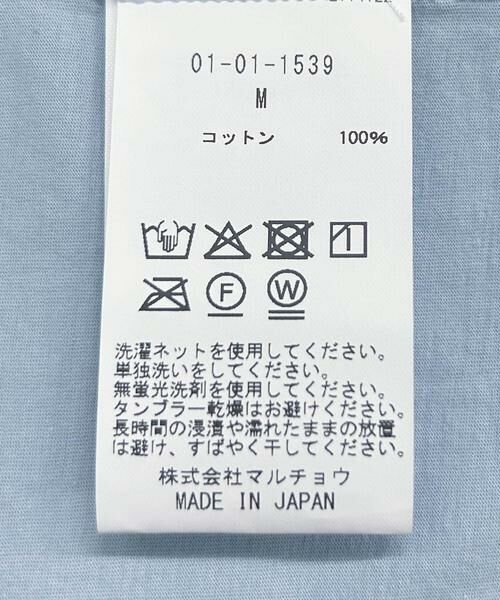 01-01-1539
M
コットン 100%
F W
洗濯ネットを使用してください。
単独洗いをしてください。
無蛍光洗剤を使用してください。
タンブラー乾燥はお避けください。
長時間の浸漬や濡れたままの放置
は避け、すばやく干してください。
株式会社マルチョウ
MADE IN JAPAN